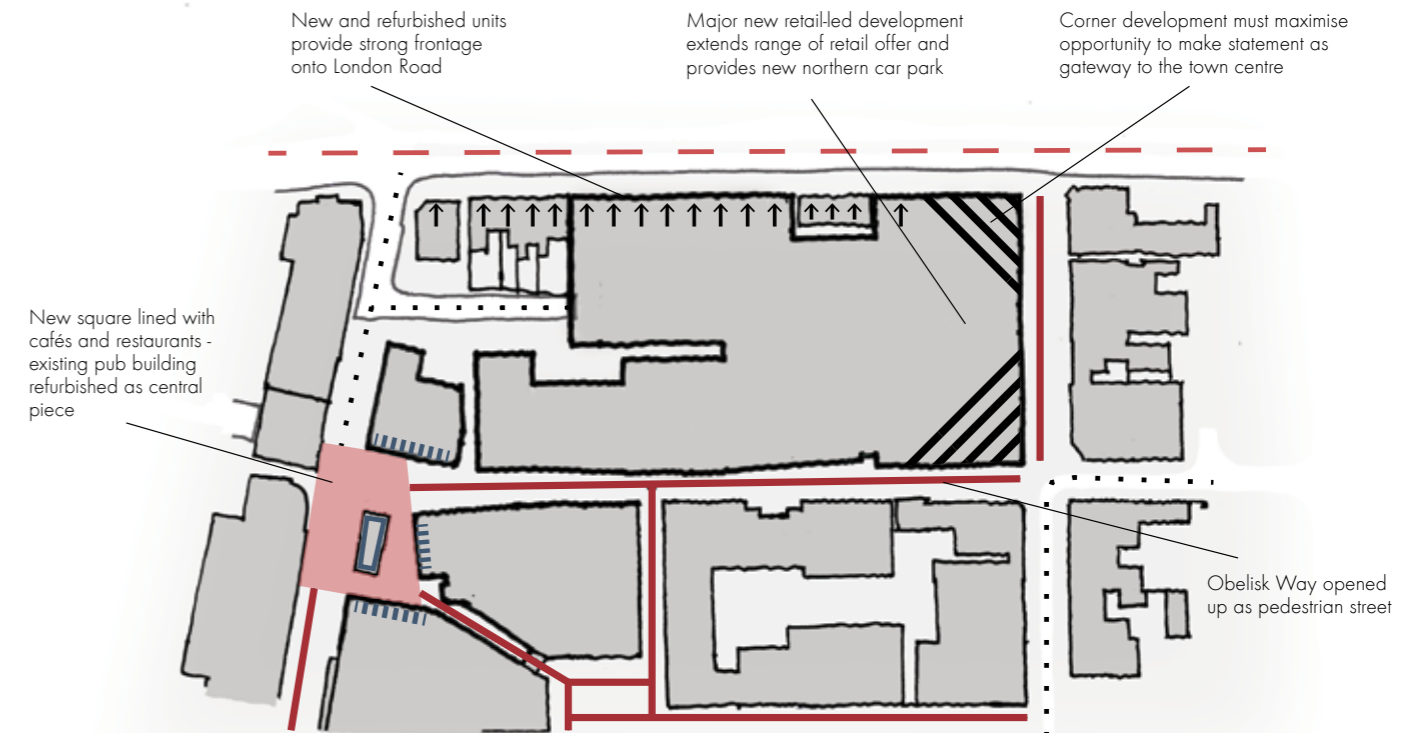 New and refurbished units
provide strong frontage
onto London Road
Major new retail-led development
extends range of retail offer and
provides new northern car park
Corner development must maximise
opportunity to make statement as
gateway to the town centre
New square lined with
cafés and restaurants -
existing pub building
refurbished as central
piece
Obelisk Way opened
up as pedestrian street